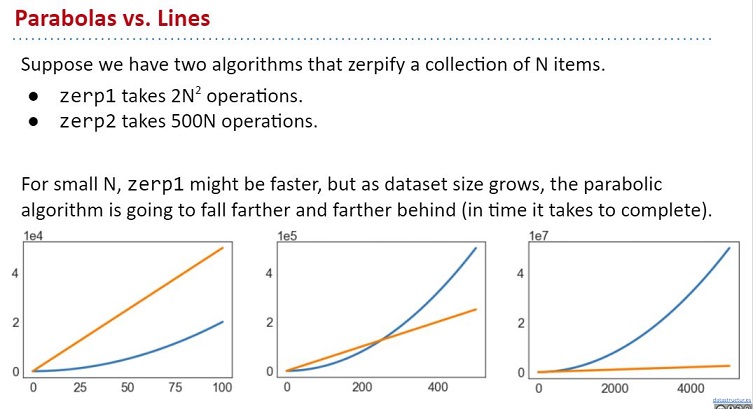 Parabolas vs. Lines
Suppose we have two algorithms that zerpify a collection of N items.
● zerp1 takes 2N² operations.
● zerp2 takes 500N operations.
For small N, zerp1 might be faster, but as dataset size grows, the parabolic
algorithm is going to fall farther and farther behind (in time it takes to complete).
1e4
4
2
0
0 25 50 75 100
1e5
4
2
0
0 200 400
1e7
4
2
0
0 2000 4000
datastructur.es